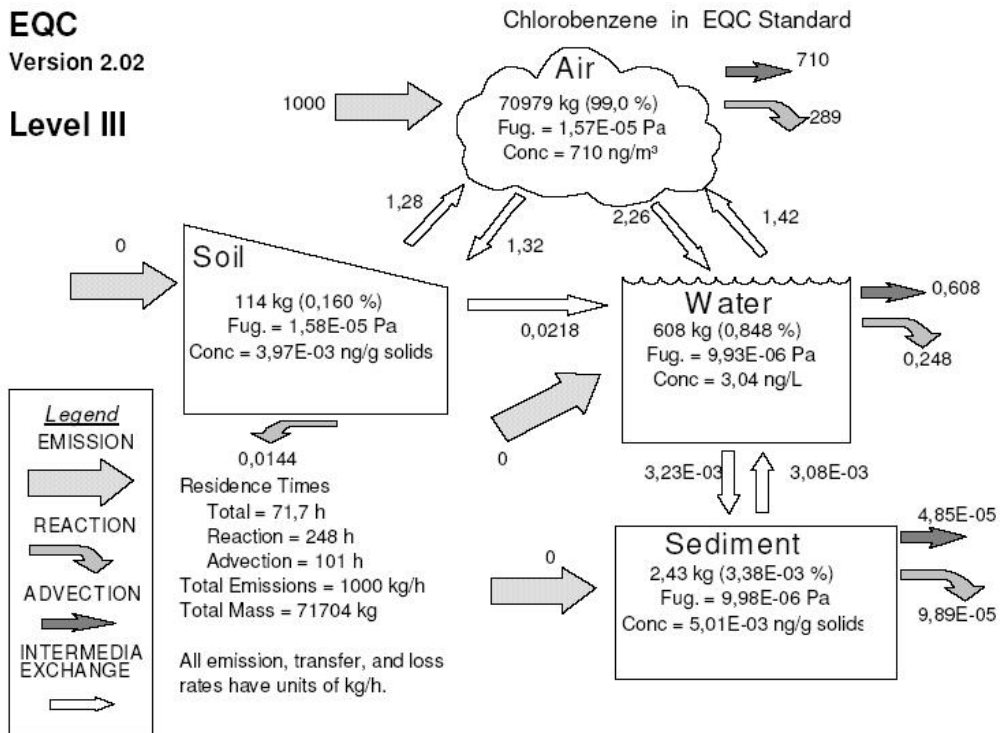 EQC
Version 2.02
Level III
Chlorobenzene in EQC Standard
Air
70979 kg (99,0 %)
Fug. = 1,57E-05 Pa
Conc = 710 ng/m³
1000
710
289
1,28
1,32
2,26
1,42
0
Soil
114 kg (0,160 %)
Fug. = 1,58E-05 Pa
Conc = 3,97E-03 ng/g solids
0,0218
0,0144
Water
608 kg (0,848 %)
Fug. = 9,93E-06 Pa
Conc = 3,04 ng/L
0,608
0,248
0
3,23E-03
3,08E-03
Legend
EMISSION
REACTION
ADVECTION
INTERMEDIA
EXCHANGE
Residence Times
Total = 71,7 h
Reaction = 248 h
Advection = 101 h
Total Emissions = 1000 kg/h
Total Mass = 71704 kg
All emission, transfer, and loss
rates have units of kg/h.
0
Sediment
2,43 kg (3,38E-03 %)
Fug. = 9,98E-06 Pa
Conc = 5,01E-03 ng/g solids
4,85E-05
9,89E-05